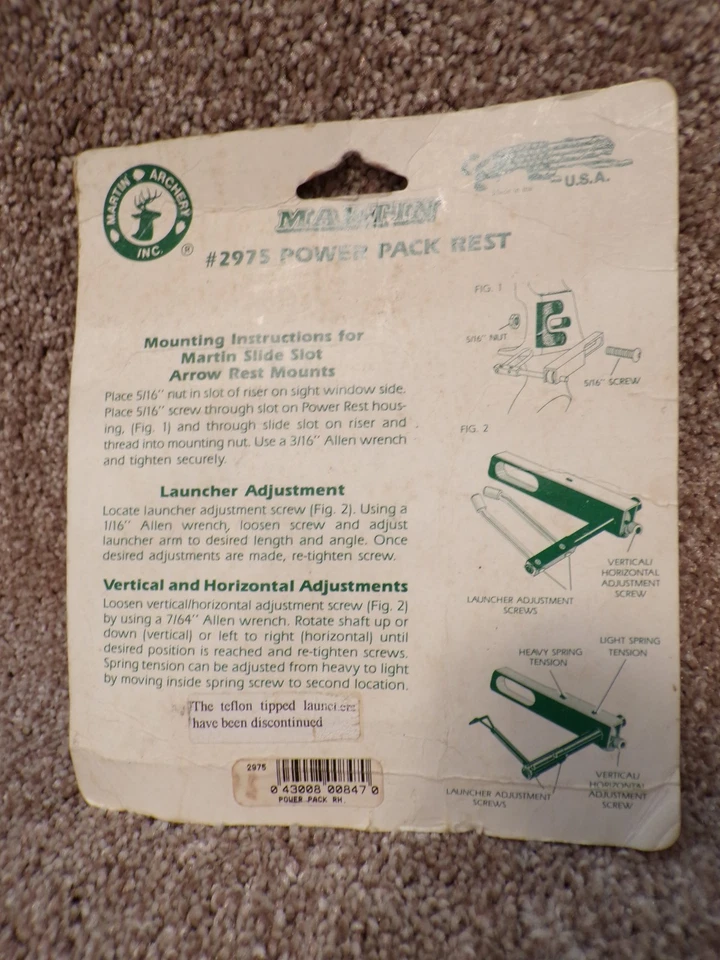 MARTIN ARCHERY
INC.
®
U.S.A.
MARTIN
#2975 POWER PACK REST
Mounting Instructions for
Martin Slide Slot
Arrow Rest Mounts
Place 5/16" nut in slot of riser on sight window side.
Place 5/16" screw through slot on Power Rest hous-
ing, (Fig. 1) and through slide slot on riser and
thread into mounting nut. Use a 3/16" Allen wrench
and tighten securely.
Launcher Adjustment
Locate launcher adjustment screw (Fig. 2). Using a
1/16" Allen wrench, loosen screw and adjust
launcher arm to desired length and angle. Once
desired adjustments are made, re-tighten screw.
Vertical and Horizontal Adjustments
Loosen vertical/horizontal adjustment screw (Fig. 2)
by using a 7/64" Allen wrench. Rotate shaft up or
down (vertical) or left to right (horizontal) until
desired position is reached and re-tighten screws.
Spring tension can be adjusted from heavy to light
by moving inside spring screw to second location.
The teflon tipped launchers
have been discontinued
2975
0 43008 00847 0
POWER PACK RH.
FIG. 1
5/16" NUT
5/16" SCREW
FIG. 2
VERTICAL/
HORIZONTAL
ADJUSTMENT
SCREW
LAUNCHER ADJUSTMENT
SCREWS
LIGHT SPRING
TENSION
HEAVY SPRING
TENSION
VERTICAL/
HORIZONTAL
ADJUSTMENT
SCREW
LAUNCHER ADJUSTMENT
SCREWS